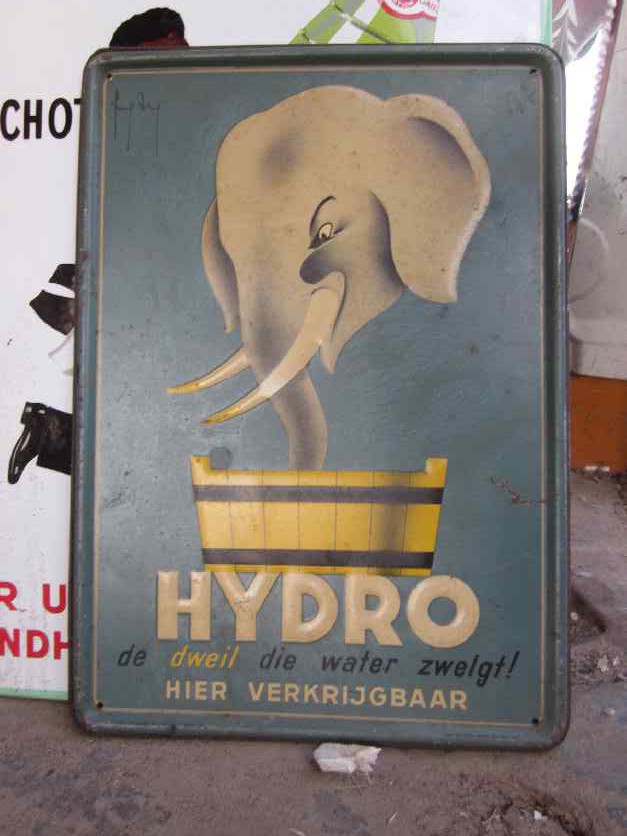 CHOT
HYDRO
de dweil die water zwelgt!
HIER VERKRIJGBAAR
R U
NDH